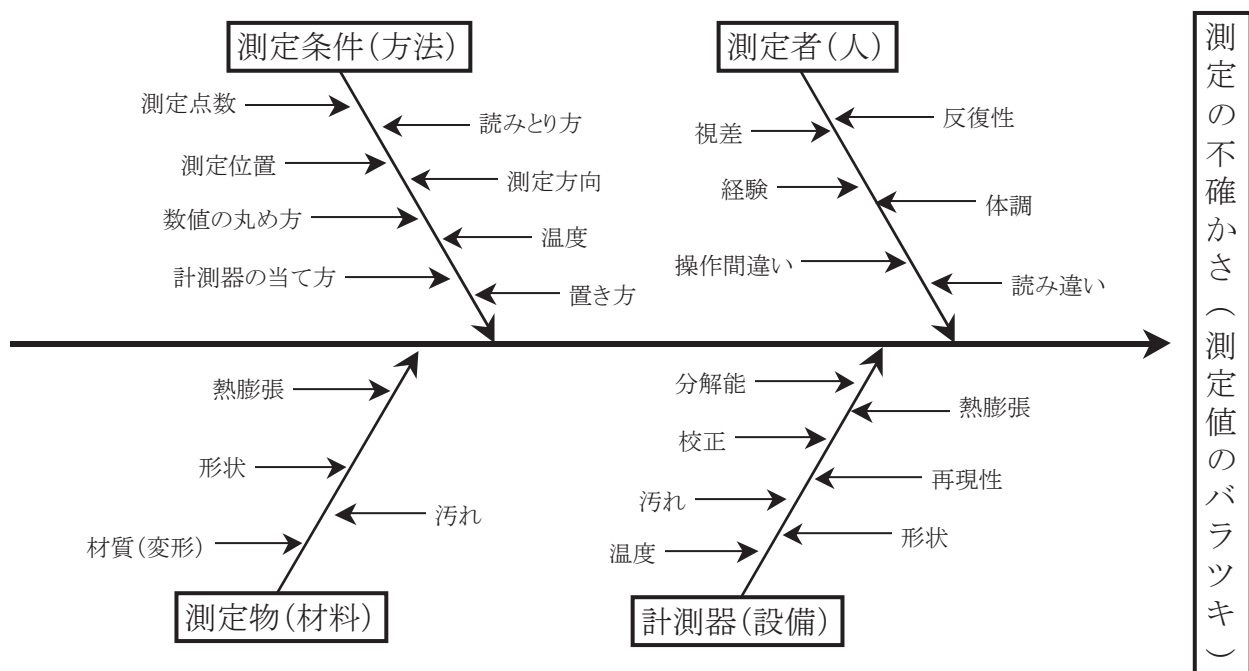 測定条件(方法)
測定点数
読みとり方
測定位置
測定方向
数値の丸め方
温度
計測器の当て方
置き方
測定者(人)
反復性
視差
経験
体調
操作間違い
読み違い
熱膨張
形状
汚れ
材質(変形)
測定物(材料)
分解能
熱膨張
校正
再現性
汚れ
形状
温度
計測器(設備)
測定の不確かさ(測定値のバラツキ)